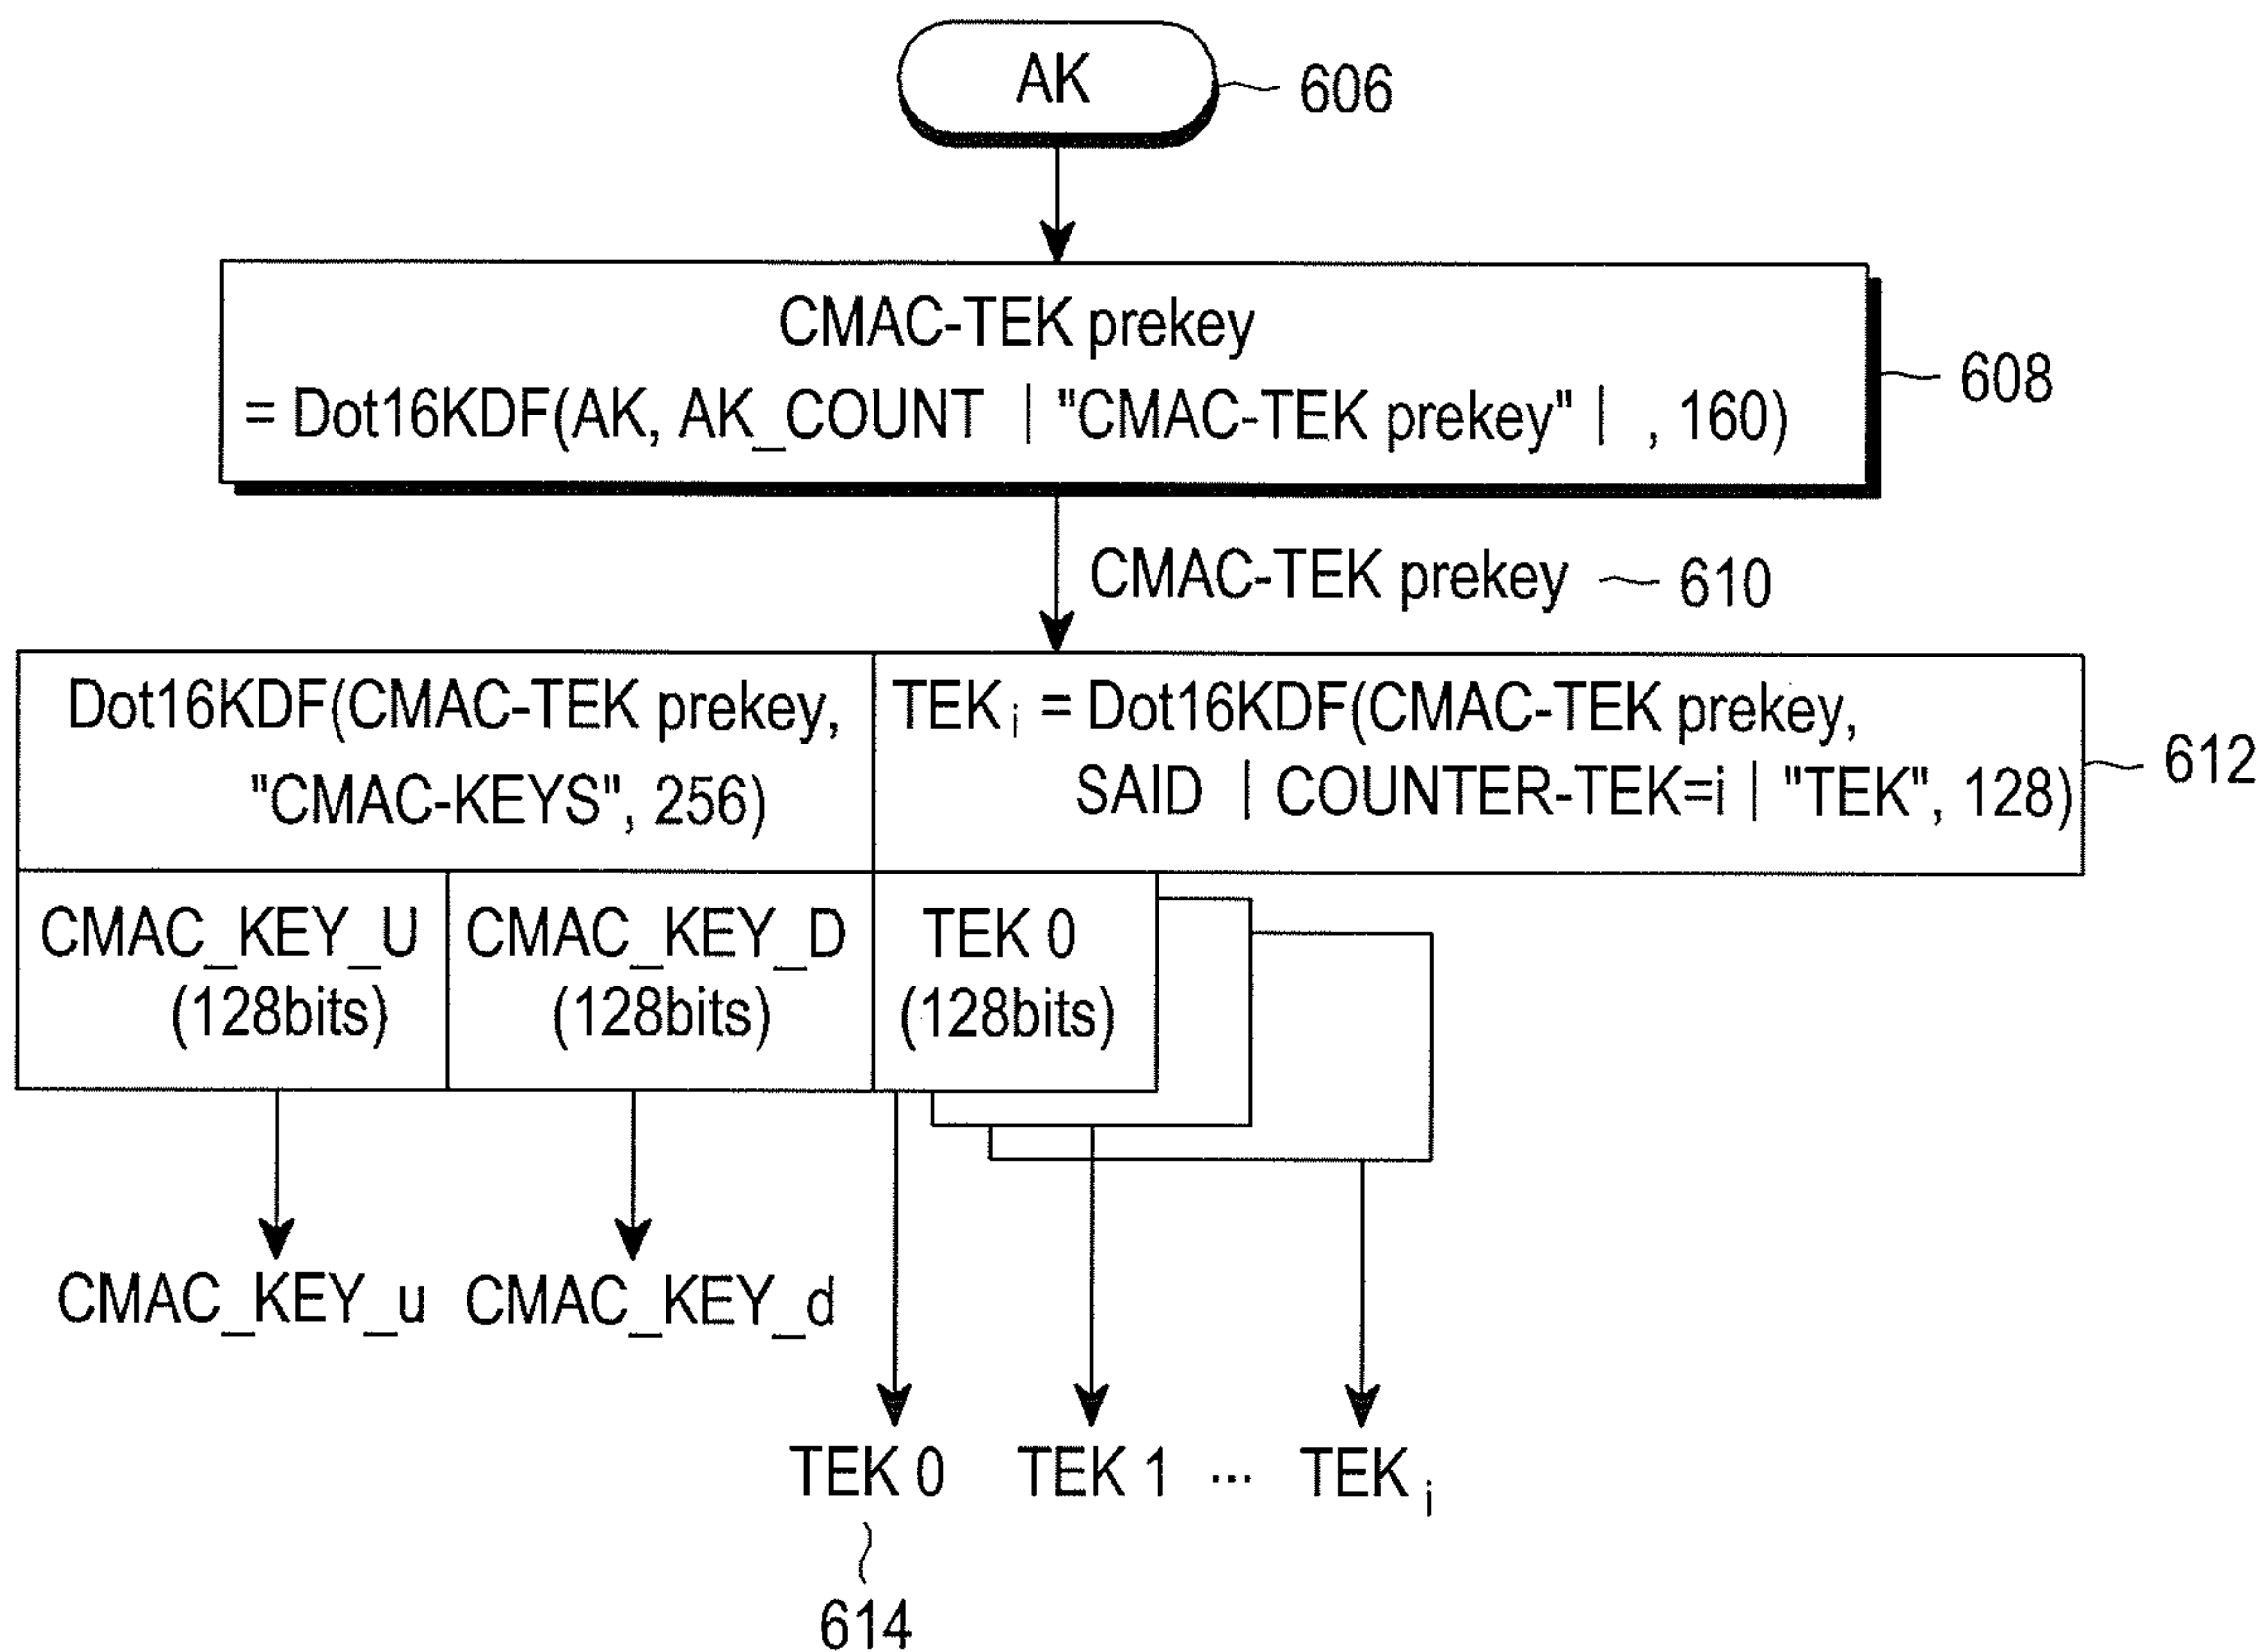 AK
606
CMAC-TEK prekey
= Dot16KDF(AK, AK_COUNT | "CMAC-TEK prekey" | , 160)
608
CMAC-TEK prekey
610
Dot16KDF(CMAC-TEK prekey,
"CMAC-KEYS", 256)
TEK i = Dot16KDF(CMAC-TEK prekey,
SAID | COUNTER-TEK=i | "TEK", 128)
612
CMAC_KEY_U
(128bits)
CMAC_KEY_D
(128bits)
TEK 0
(128bits)
CMAC_KEY_u
CMAC_KEY_d
TEK 0
TEK 1
...
TEK i
614